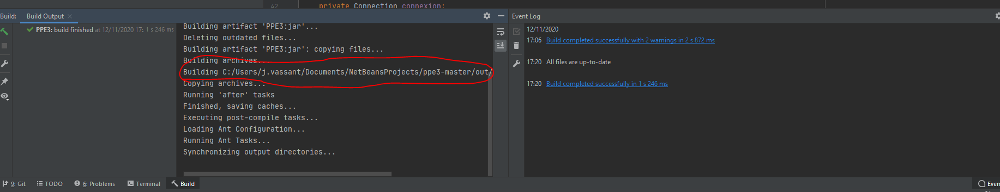 42 private Connection connexion;
Build: Build Output ×
PPE3: build finished at 12/11/2020 17: 1 s 246 ms
Building artifact 'PPE3:jar'...
Deleting outdated files...
Building artifact 'PPE3:jar': copying files...
Building archives...
Building C:/Users/j.vassant/Documents/NetBeansProjects/ppe3-master/out/
Copying archives...
Running 'after' tasks
Finished, saving caches...
Executing post-compile tasks...
Loading Ant Configuration...
Running Ant Tasks...
Synchronizing output directories...
Event Log
12/11/2020
17:06 Build completed successfully with 2 warnings in 2 s 872 ms
17:20 All files are up-to-date
17:20 Build completed successfully in 1 s 246 ms
9: Git TODO 6: Problems Terminal Build Even